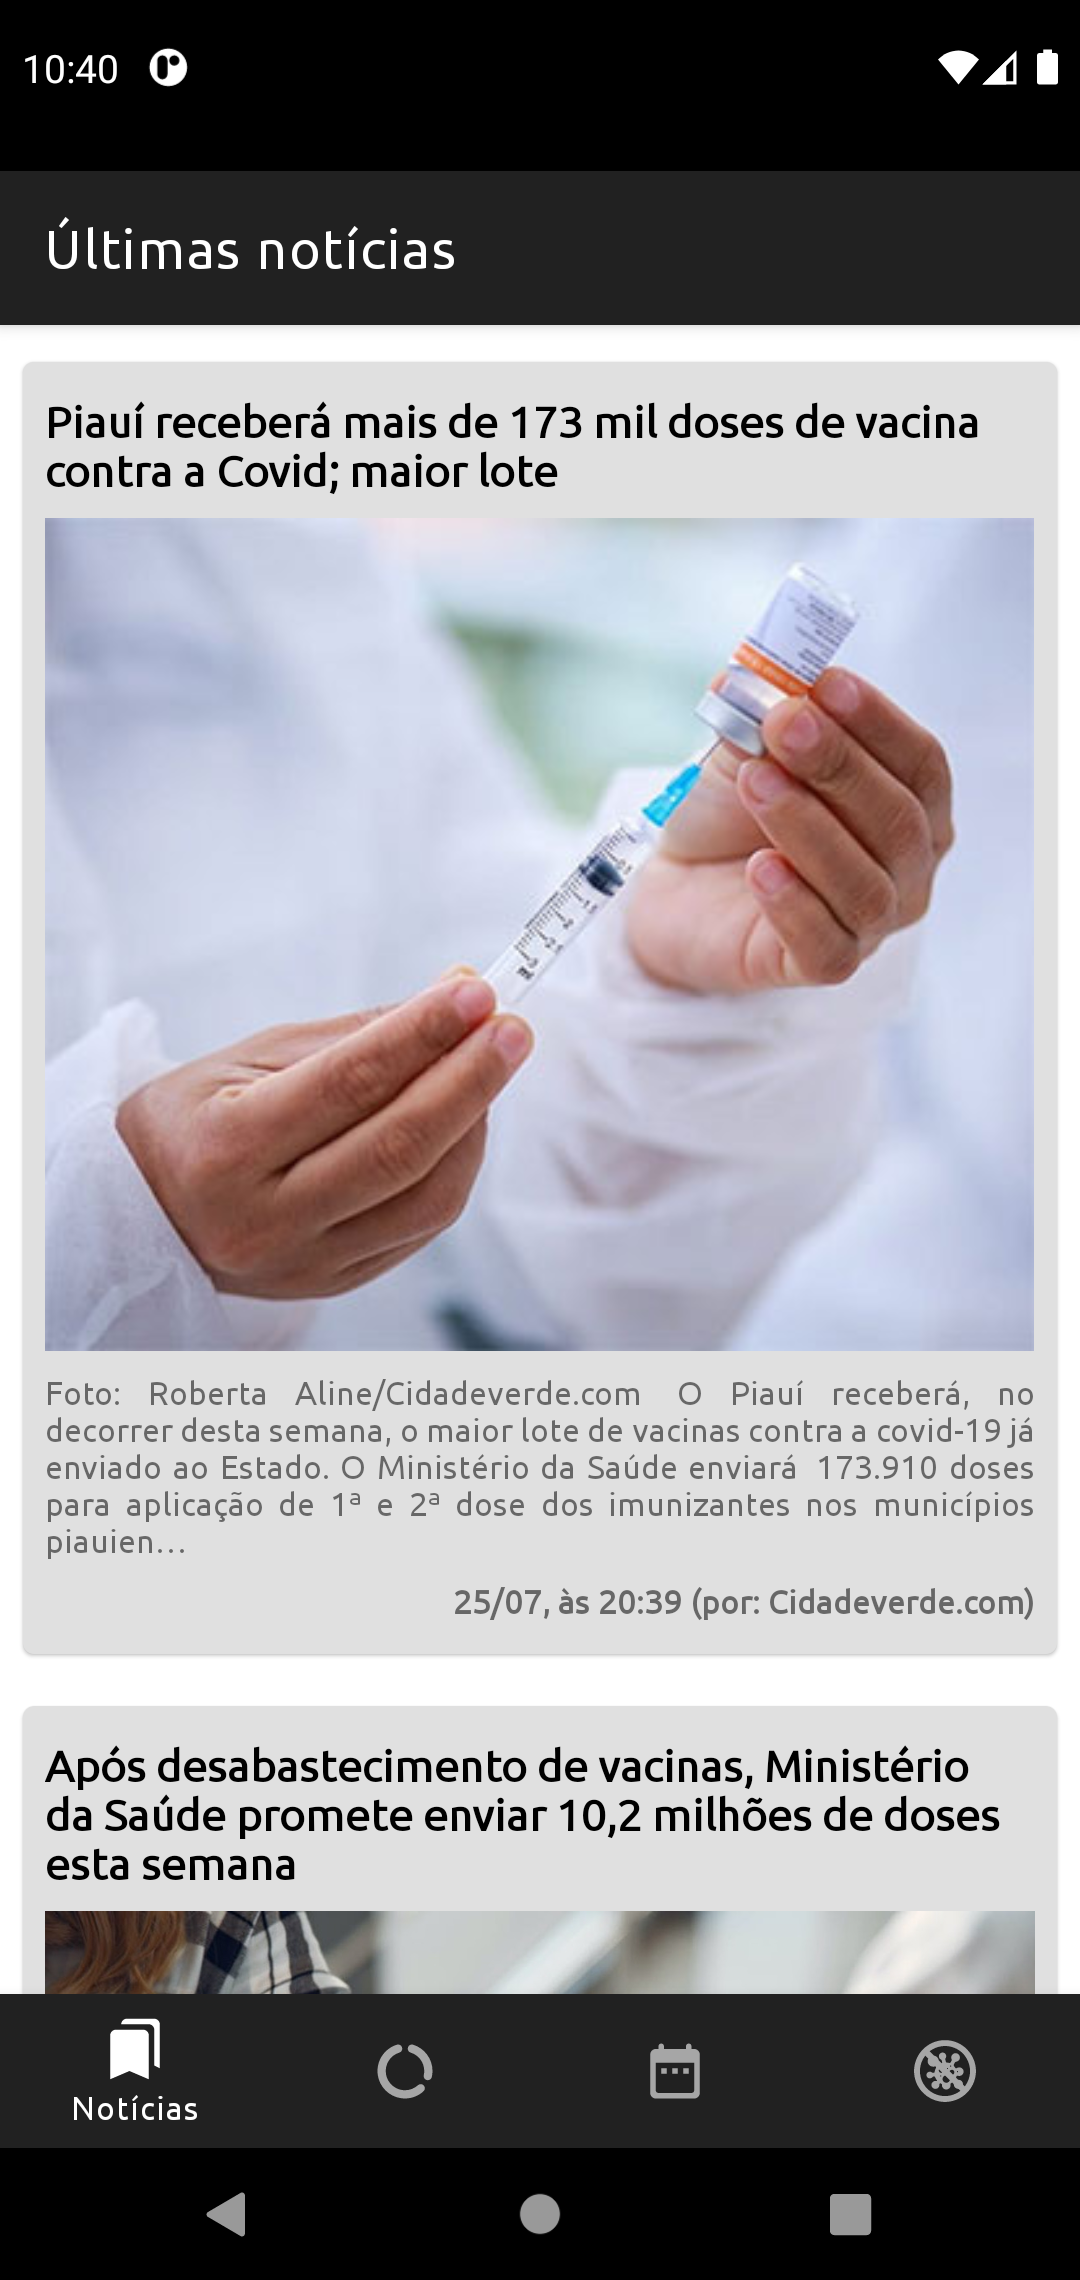 10:40
Últimas notícias
Piauí receberá mais de 173 mil doses de vacina
contra a Covid; maior lote
Foto: Roberta Aline/Cidadeverde.com O Piauí receberá, no
decorrer desta semana, o maior lote de vacinas contra a covid-19 já
enviado ao Estado. O Ministério da Saúde enviará 173.910 doses
para aplicação de 1ª e 2ª dose dos imunizantes nos municípios
piauien...
25/07, às 20:39 (por: Cidadeverde.com)
Após desabastecimento de vacinas, Ministério
da Saúde promete enviar 10,2 milhões de doses
esta semana
Notícias